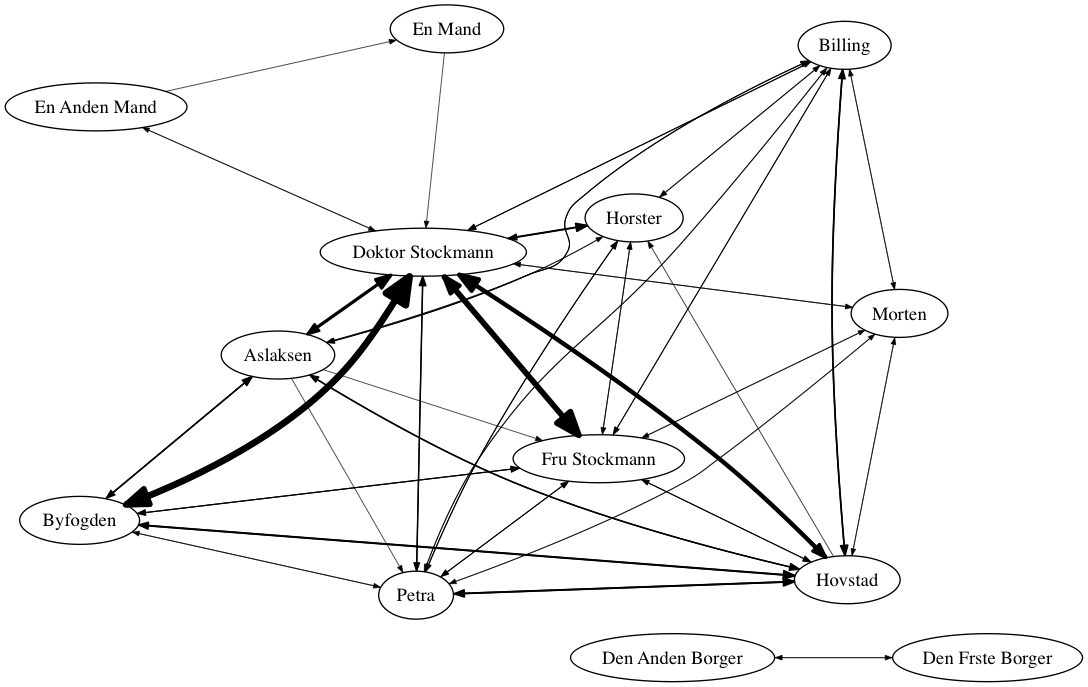 En Mand
Billing
En Anden Mand
Horster
Doktor Stockmann
Morten
Aslaksen
Fru Stockmann
Byfogden
Hovstad
Petra
Den Anden Borger
Den Frste Borger